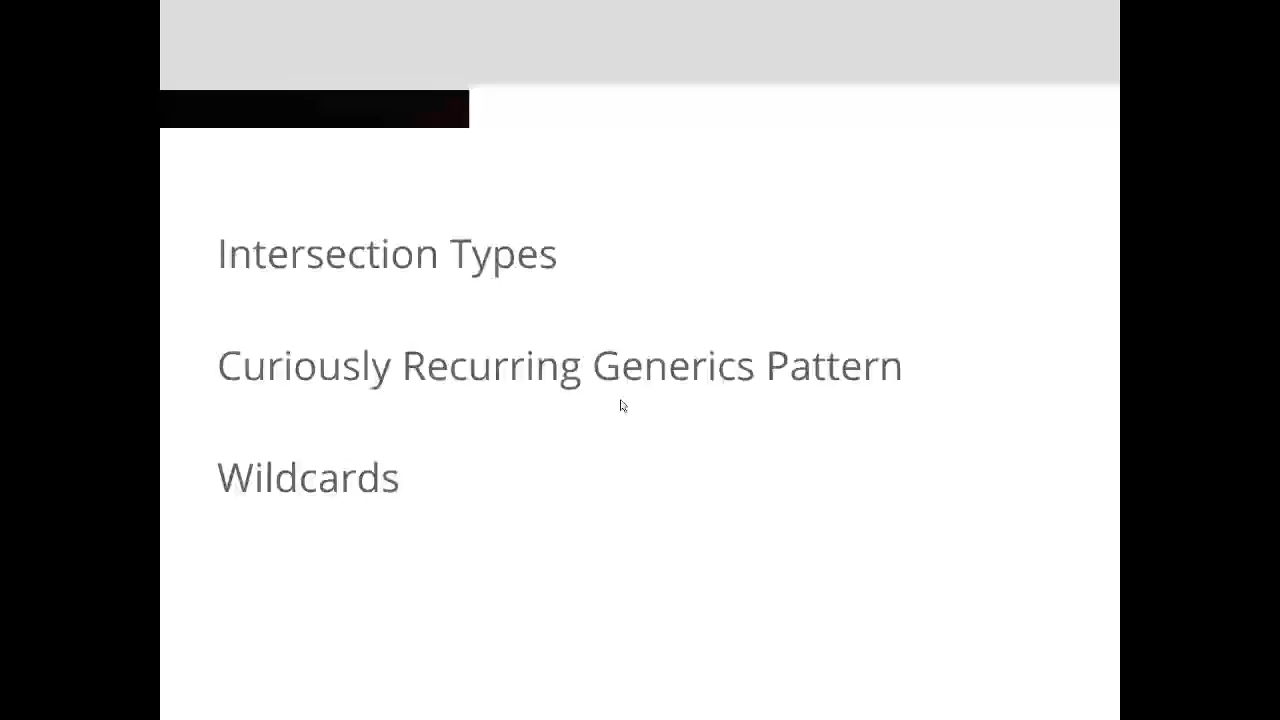 Intersection Types
Curiously Recurring Generics Pattern
Wildcards